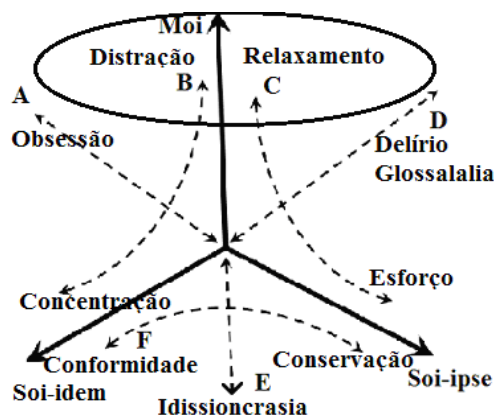 Moi
Distração
Relaxamento
A
B
C
D
Obsessão
Delírio
Glossalalia
Concentração
Esforço
F
Conformidade
Conservação
Soi-idem
E
Soi-ipse
Idissioncrasia